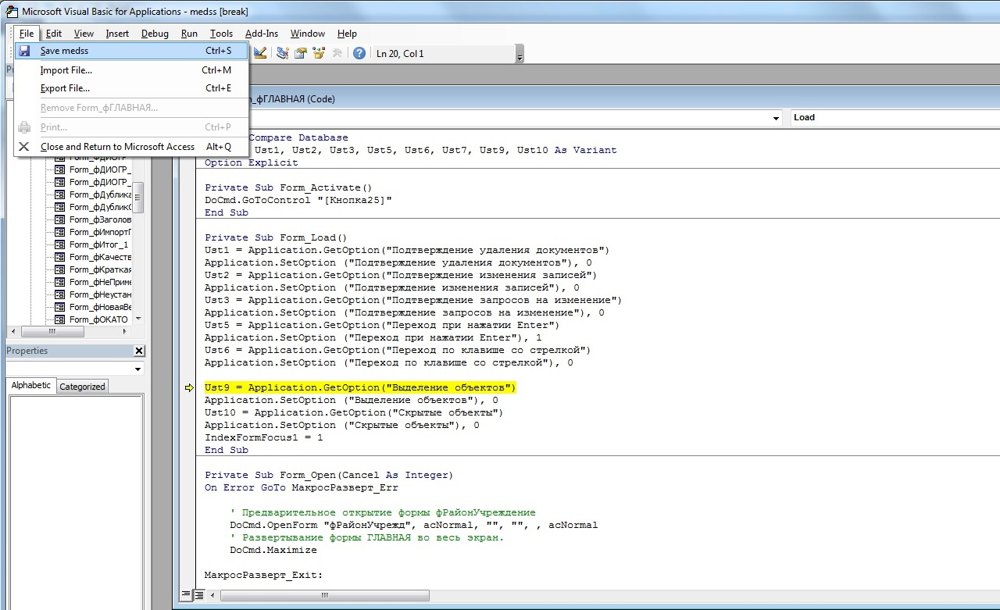 Microsoft Visual Basic for Applications - medss [break]
File Edit View Insert Debug Run Tools Add-Ins Window Help
Save medss Ctrl+S
Ln 20, Col 1
Import File... Ctrl+M
Export File... Ctrl+E
Remove Form_фГЛАВНАЯ...
Print... Ctrl+P
Close and Return to Microsoft Access Alt+Q
Form_фДИОГР_
Form_фДИОГР_
Form_фДублика
Form_фДубликС
Form_фЗаголов
Form_фИмпортГ
Form_фИтог_1
Form_фКачеств
Form_фКраткая
Form_фНеПриме
Form_фНеустан
Form_фНоваяВе
Form_фОКАТО
Properties
Alphabetic Categorized
_фГЛАВНАЯ (Code)
Load
Compare Database
Ust1, Ust2, Ust3, Ust5, Ust6, Ust7, Ust9, Ust10 As Variant
Option Explicit
Private Sub Form_Activate()
DoCmd.GoToControl "[Кнопка25]"
End Sub
Private Sub Form_Load()
Ust1 = Application.GetOption("Подтверждение удаления документов")
Application.SetOption ("Подтверждение удаления документов"), 0
Ust2 = Application.GetOption("Подтверждение изменения записей")
Application.SetOption ("Подтверждение изменения записей"), 0
Ust3 = Application.GetOption("Подтверждение запросов на изменение")
Application.SetOption ("Подтверждение запросов на изменение"), 0
Ust5 = Application.GetOption("Переход при нажатии Enter")
Application.SetOption ("Переход при нажатии Enter"), 1
Ust6 = Application.GetOption("Переход по клавише со стрелкой")
Application.SetOption ("Переход по клавише со стрелкой"), 0
Ust9 = Application.GetOption("Выделение объектов")
Application.SetOption ("Выделение объектов"), 0
Ust10 = Application.GetOption("Скрытые объекты")
Application.SetOption ("Скрытые объекты"), 0
IndexFormFocus1 = 1
End Sub
Private Sub Form_Open(Cancel As Integer)
On Error GoTo МакросРазверт_Err
' Предварительное открытие формы фРайонУчреждение
DoCmd.OpenForm "фРайонУчрежд", acNormal, "", "", , acNormal
' Развертывание формы ГЛАВНАЯ во весь экран.
DoCmd.Maximize
МакросРазверт_Exit: